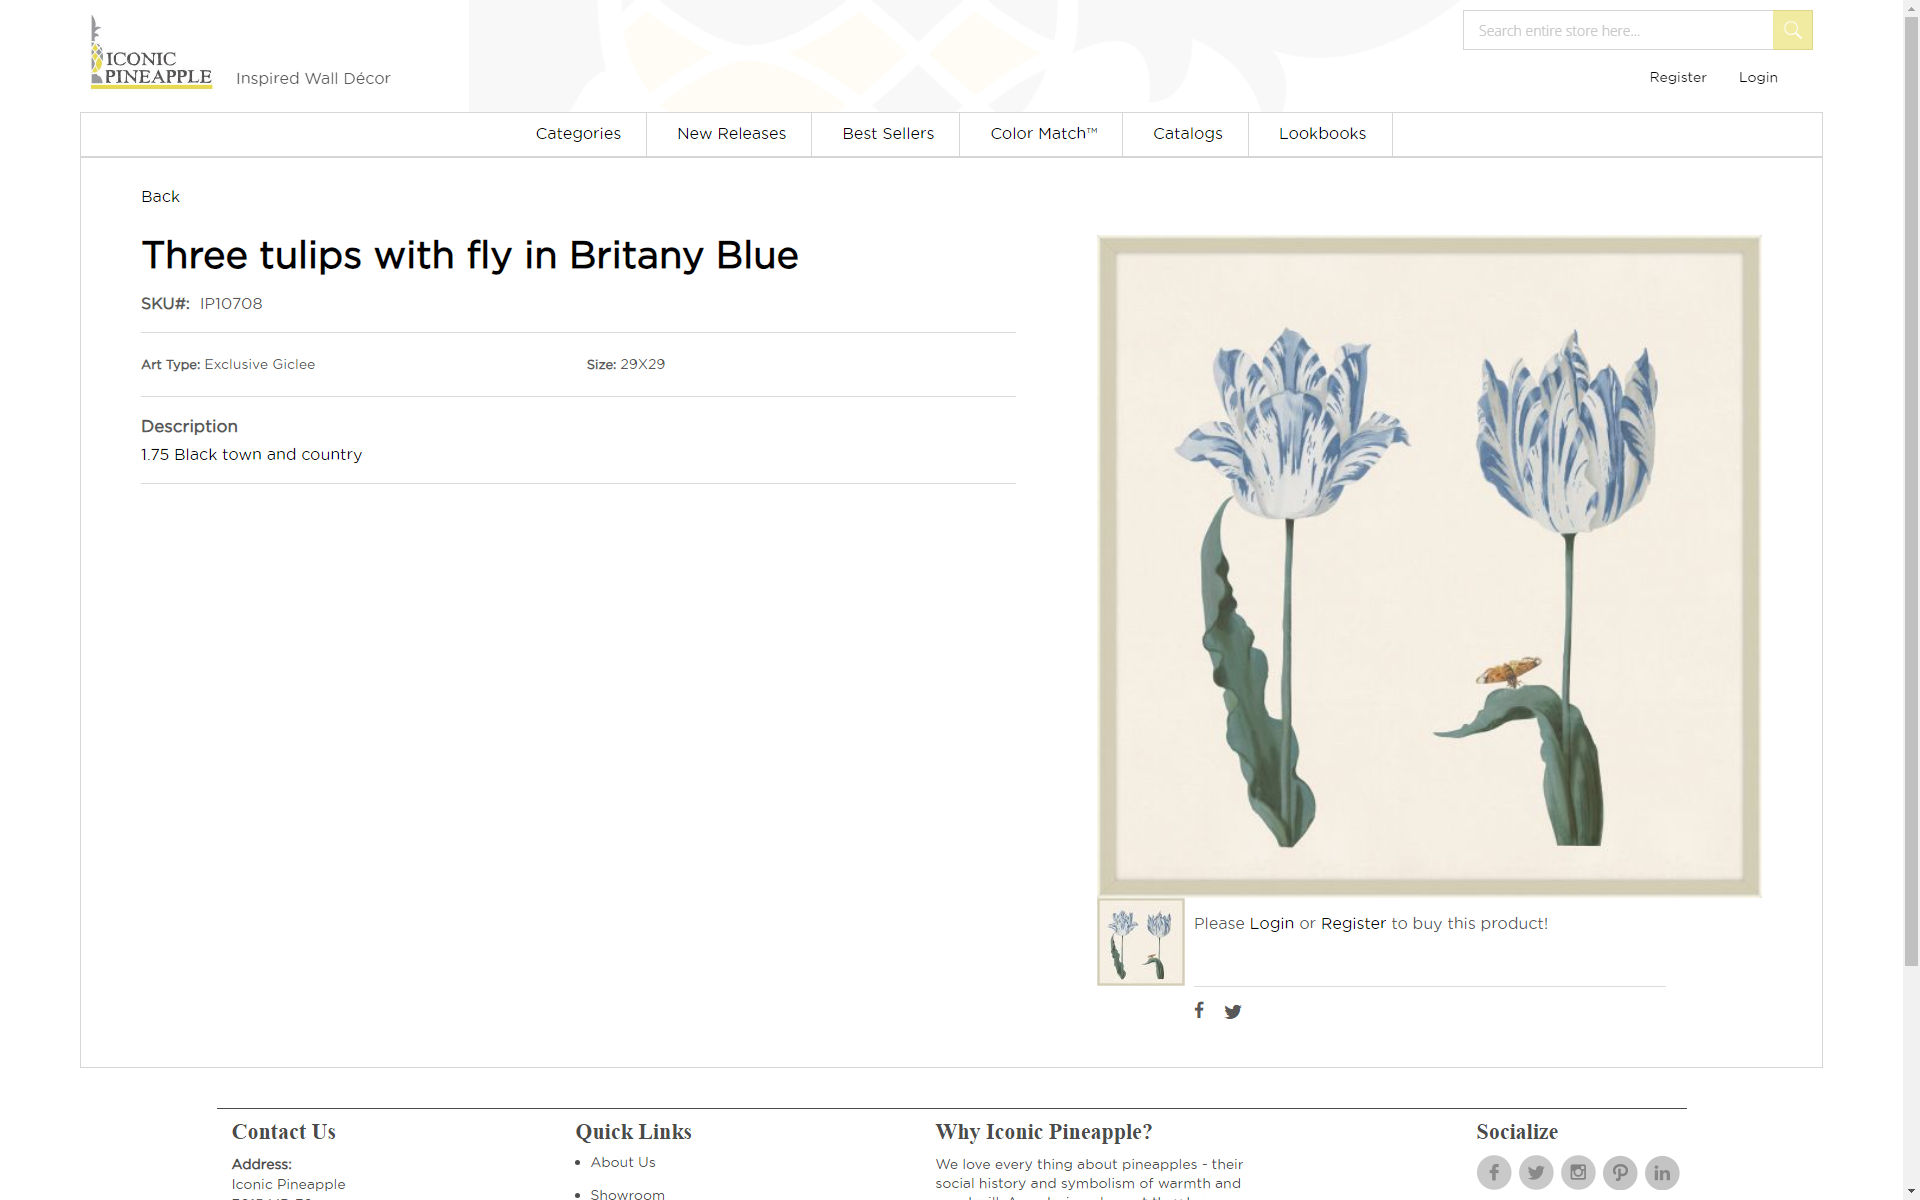 ICONIC
PINEAPPLE
Inspired Wall Décor
Search entire store here...
Register
Login
Categories
New Releases
Best Sellers
Color Match™
Catalogs
Lookbooks
Back
Three tulips with fly in Britany Blue
SKU#: IP10708
Art Type: Exclusive Giclee
Size: 29X29
Description
1.75 Black town and country
Please Login or Register to buy this product!
Contact Us
Address:
Iconic Pineapple
Quick Links
About Us
Showroom
Why Iconic Pineapple?
We love every thing about pineapples - their
social history and symbolism of warmth and
Socialize